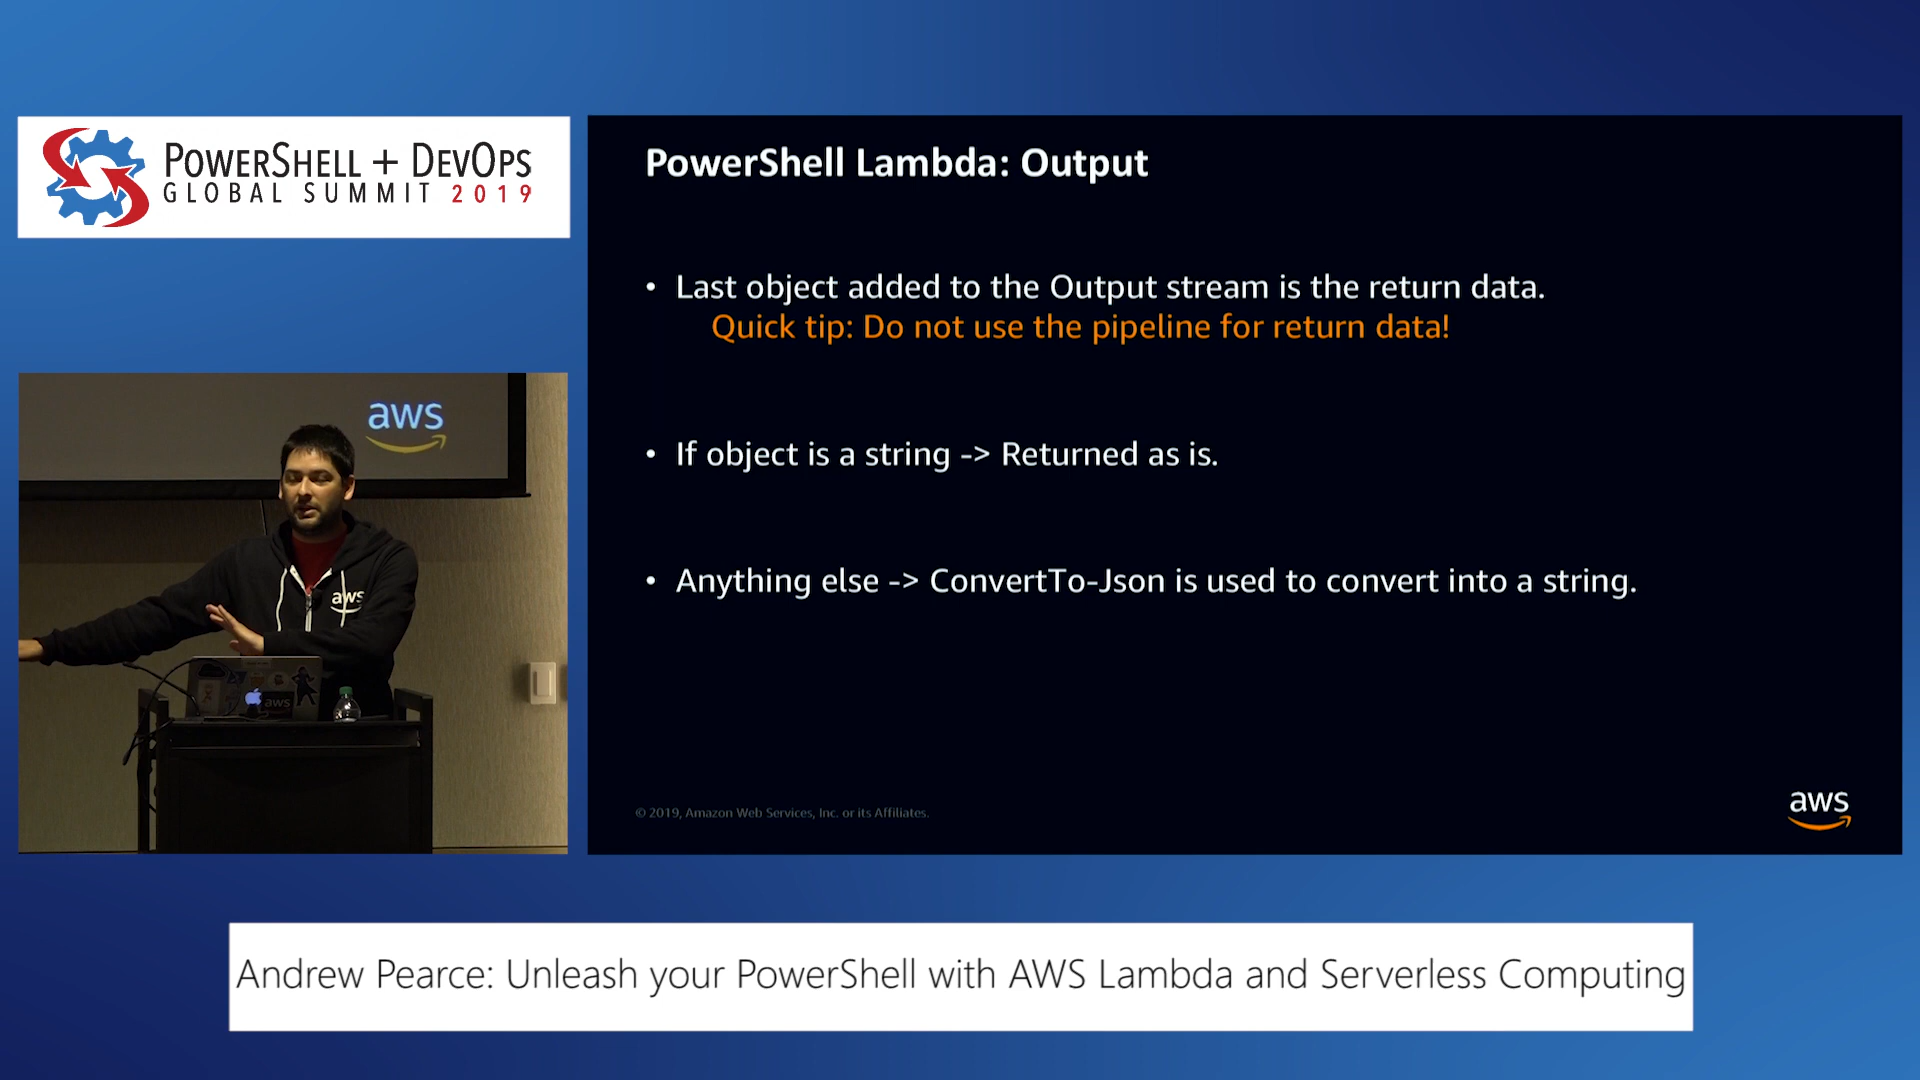 POWERSHELL + DEVOPS
GLOBAL SUMMIT 2019
PowerShell Lambda: Output
• Last object added to the Output stream is the return data.
Quick tip: Do not use the pipeline for return data!
• If object is a string -> Returned as is.
• Anything else -> ConvertTo-Json is used to convert into a string.
© 2019, Amazon Web Services, Inc. or its Affiliates.
aws
aws
aws
aws
Andrew Pearce: Unleash your PowerShell with AWS Lambda and Serverless Computing